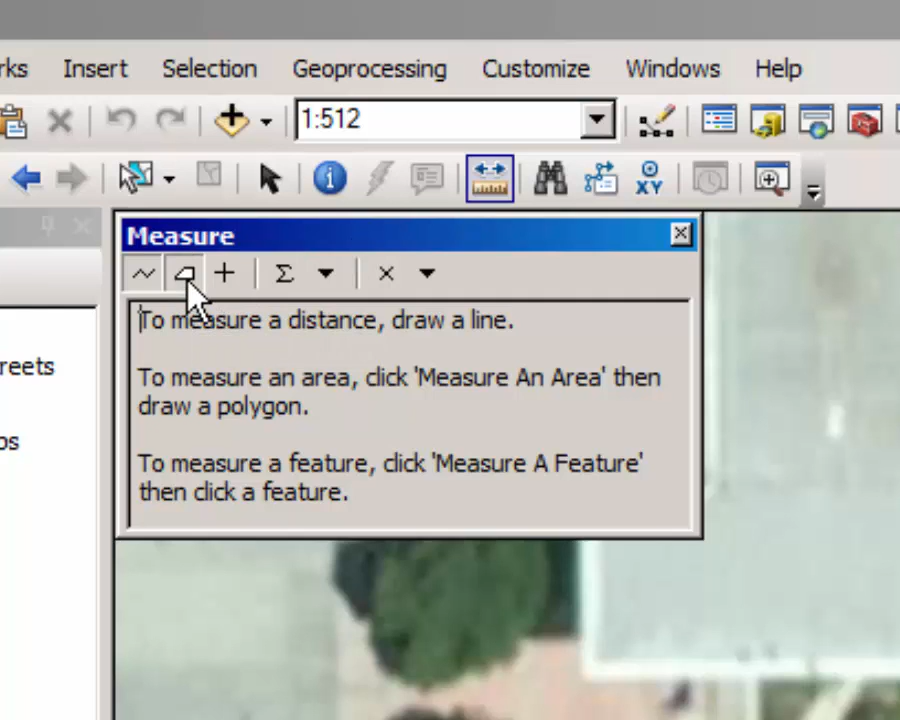 rks Insert Selection Geoprocessing Customize Windows Help
1:512
XY
Measure
To measure a distance, draw a line.
To measure an area, click 'Measure An Area' then
draw a polygon.
To measure a feature, click 'Measure A Feature'
then click a feature.
reets
os